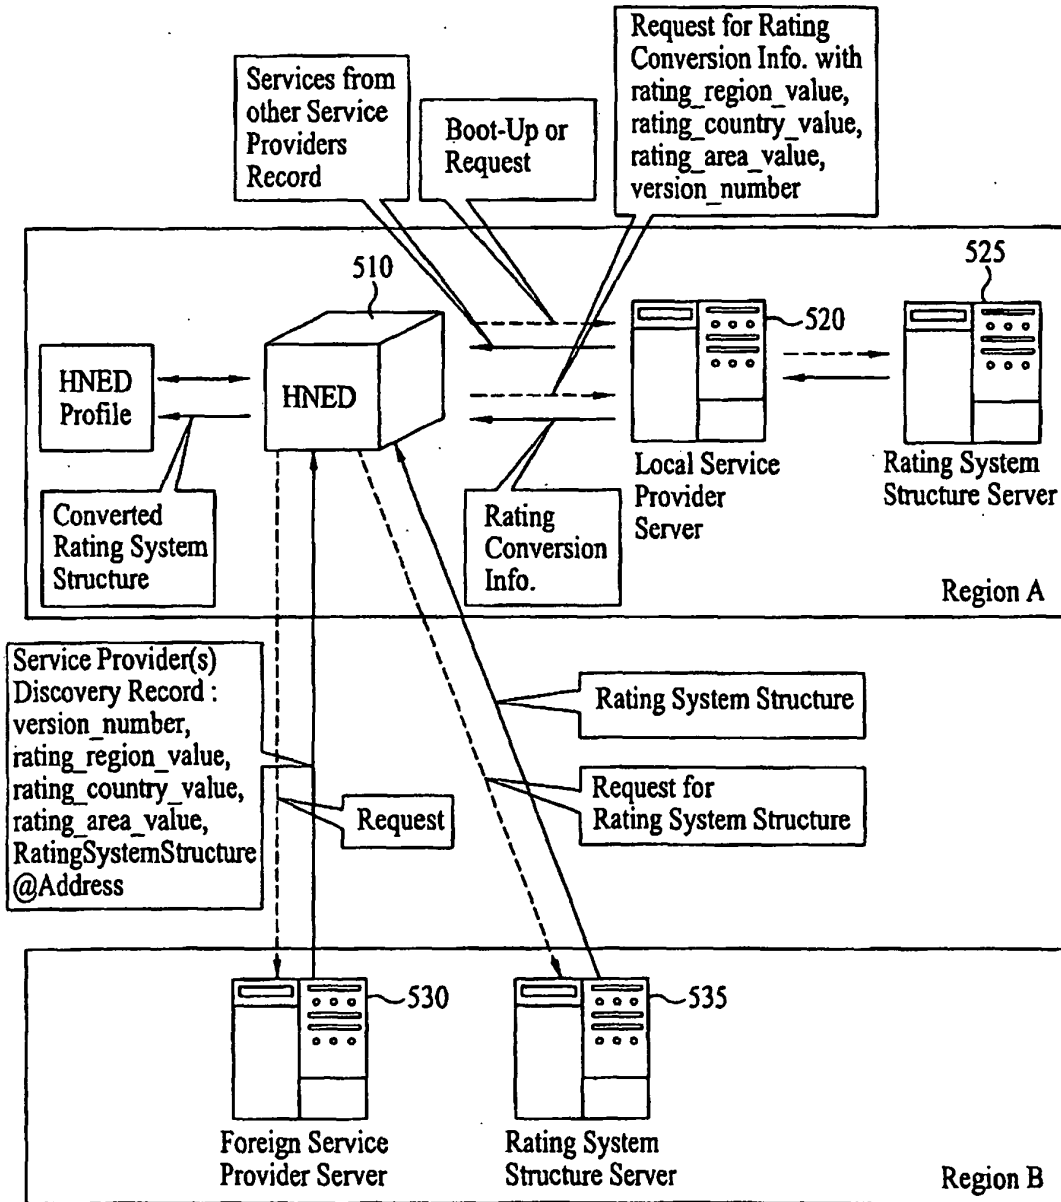 Request for Rating
Conversion Info. with
rating_region_value,
rating_country_value,
rating_area_value,
version_number
Services from
other Service
Providers
Record
Boot-Up or
Request
510
525
520
HNED
Profile
HNED
Local Service
Provider
Server
Rating System
Structure Server
Converted
Rating System
Structure
Rating
Conversion
Info.
Region A
Service Provider(s)
Discovery Record :
version_number,
rating_region_value,
rating_country_value,
rating_area_value,
RatingSystemStructure
@Address
Request
Rating System Structure
Request for
Rating System Structure
530
535
Foreign Service
Provider Server
Rating System
Structure Server
Region B